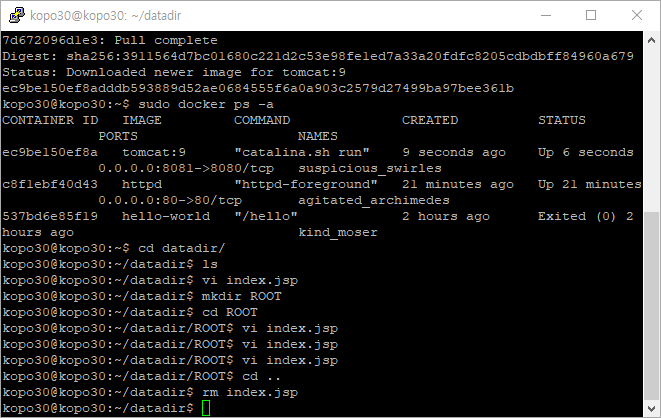 kopo30@kopo30: ~/datadir
7d672096d1e3: Pull complete
Digest: sha256:3911564d7bc01680c221d2c53e98fe1ed7a33a20fdfc8205cdbdbff84960a679
Status: Downloaded newer image for tomcat:9
ec9be150ef8adddb593889d52ae0684555f6a0a903c2579d27499ba97bee361b
kopo30@kopo30:~$ sudo docker ps -a
CONTAINER ID   IMAGE         COMMAND              CREATED          STATUS
            PORTS                    NAMES
ec9be150ef8a   tomcat:9      "catalina.sh run"    9 seconds ago    Up 6 seconds
            0.0.0.0:8081->8080/tcp   suspicious_swirles
c8f1ebf40d43   httpd         "httpd-foreground"   21 minutes ago   Up 21 minutes
            0.0.0.0:80->80/tcp       agitated_archimedes
537bd6e85f19   hello-world   "/hello"             2 hours ago      Exited (0) 2
hours ago                            kind_moser
kopo30@kopo30:~$ cd datadir/
kopo30@kopo30:~/datadir$ ls
kopo30@kopo30:~/datadir$ vi index.jsp
kopo30@kopo30:~/datadir$ mkdir ROOT
kopo30@kopo30:~/datadir$ cd ROOT
kopo30@kopo30:~/datadir/ROOT$ vi index.jsp
kopo30@kopo30:~/datadir/ROOT$ vi index.jsp
kopo30@kopo30:~/datadir/ROOT$ vi index.jsp
kopo30@kopo30:~/datadir/ROOT$ cd ..
kopo30@kopo30:~/datadir$ rm index.jsp
kopo30@kopo30:~/datadir$